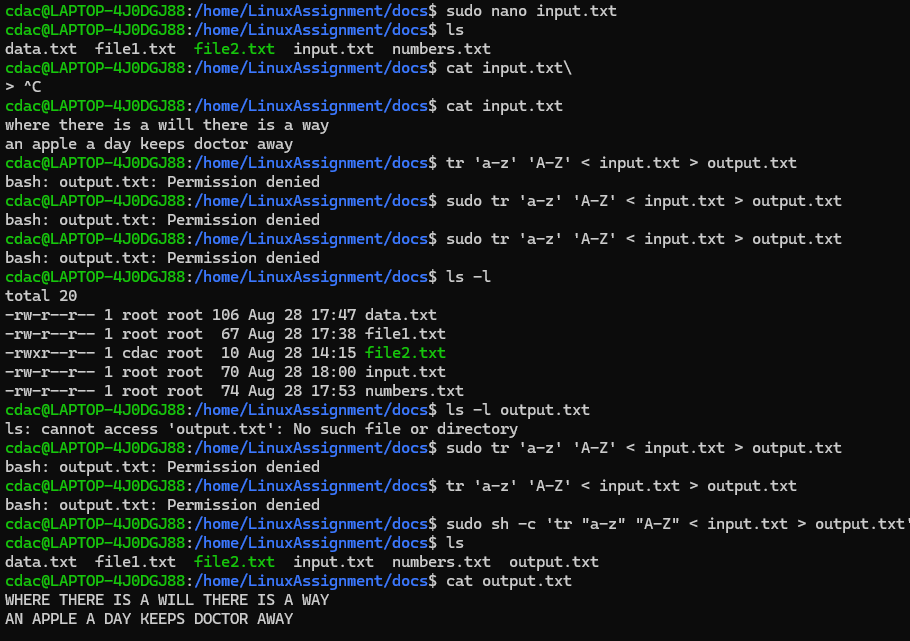 cdac@LAPTOP-4J0DGJ88:/home/LinuxAssignment/docs$ sudo nano input.txt
cdac@LAPTOP-4J0DGJ88:/home/LinuxAssignment/docs$ ls
data.txt  file1.txt  file2.txt  input.txt  numbers.txt
cdac@LAPTOP-4J0DGJ88:/home/LinuxAssignment/docs$ cat input.txt\
> ^C
cdac@LAPTOP-4J0DGJ88:/home/LinuxAssignment/docs$ cat input.txt
where there is a will there is a way
an apple a day keeps doctor away
cdac@LAPTOP-4J0DGJ88:/home/LinuxAssignment/docs$ tr 'a-z' 'A-Z' < input.txt > output.txt
bash: output.txt: Permission denied
cdac@LAPTOP-4J0DGJ88:/home/LinuxAssignment/docs$ sudo tr 'a-z' 'A-Z' < input.txt > output.txt
bash: output.txt: Permission denied
cdac@LAPTOP-4J0DGJ88:/home/LinuxAssignment/docs$ sudo tr 'a-z' 'A-Z' < input.txt > output.txt
bash: output.txt: Permission denied
cdac@LAPTOP-4J0DGJ88:/home/LinuxAssignment/docs$ ls -l
total 20
-rw-r--r-- 1 root root 106 Aug 28 17:47 data.txt
-rw-r--r-- 1 root root  67 Aug 28 17:38 file1.txt
-rwxr--r-- 1 cdac root  10 Aug 28 14:15 file2.txt
-rw-r--r-- 1 root root  70 Aug 28 18:00 input.txt
-rw-r--r-- 1 root root  74 Aug 28 17:53 numbers.txt
cdac@LAPTOP-4J0DGJ88:/home/LinuxAssignment/docs$ ls -l output.txt
ls: cannot access 'output.txt': No such file or directory
cdac@LAPTOP-4J0DGJ88:/home/LinuxAssignment/docs$ sudo tr 'a-z' 'A-Z' < input.txt > output.txt
bash: output.txt: Permission denied
cdac@LAPTOP-4J0DGJ88:/home/LinuxAssignment/docs$ tr 'a-z' 'A-Z' < input.txt > output.txt
bash: output.txt: Permission denied
cdac@LAPTOP-4J0DGJ88:/home/LinuxAssignment/docs$ sudo sh -c 'tr "a-z" "A-Z" < input.txt > output.txt'
cdac@LAPTOP-4J0DGJ88:/home/LinuxAssignment/docs$ ls
data.txt  file1.txt  file2.txt  input.txt  numbers.txt  output.txt
cdac@LAPTOP-4J0DGJ88:/home/LinuxAssignment/docs$ cat output.txt
WHERE THERE IS A WILL THERE IS A WAY
AN APPLE A DAY KEEPS DOCTOR AWAY